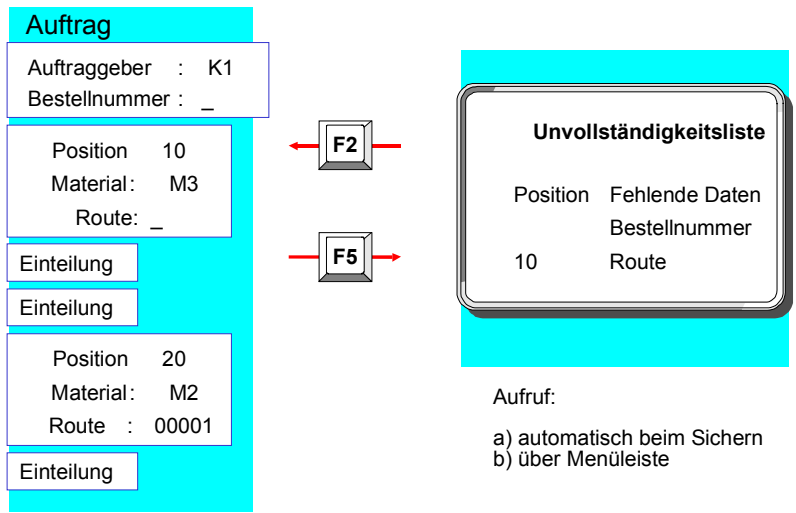 Auftrag
Auftraggeber : K1
Bestellnummer : _
Position 10
Material: M3
Route: _
Einteilung
Einteilung
Position 20
Material: M2
Route : 00001
Einteilung
F2
F5
Unvollständigkeitsliste
Position Fehlende Daten
Bestellnummer
10 Route
Aufruf:
a) automatisch beim Sichern
b) über Menüleiste